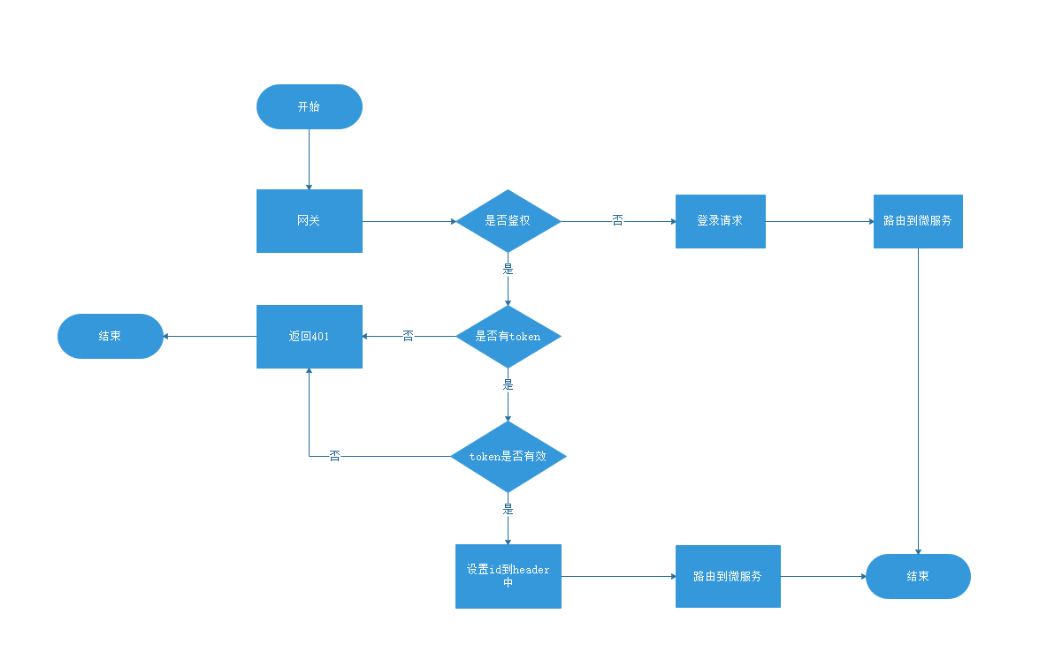 开始
网关
是否鉴权
否
登录请求
路由到微服务
是
结束
返回401
否
是否有token
是
否
token是否有效
是
设置id到header
中
路由到微服务
结束